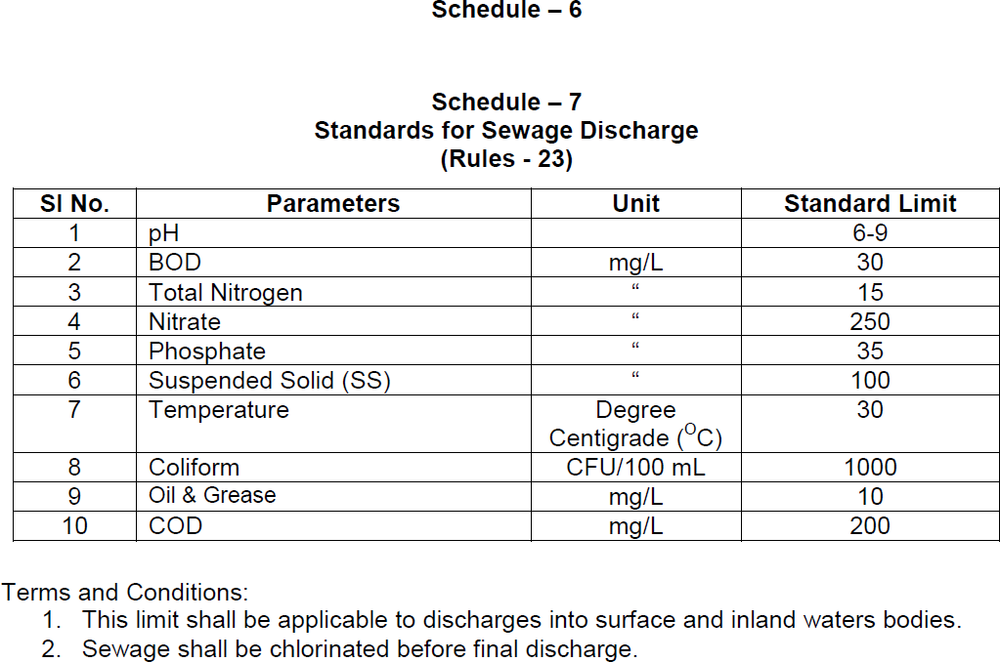 Schedule – 6
Schedule – 7
Standards for Sewage Discharge
(Rules - 23)
Sl No. Parameters Unit Standard Limit
1 pH 6-9
2 BOD mg/L 30
3 Total Nitrogen “ 15
4 Nitrate “ 250
5 Phosphate “ 35
6 Suspended Solid (SS) “ 100
7 Temperature Degree 30
Centigrade (⁰C)
8 Coliform CFU/100 mL 1000
9 Oil & Grease mg/L 10
10 COD mg/L 200
Terms and Conditions:
1. This limit shall be applicable to discharges into surface and inland waters bodies.
2. Sewage shall be chlorinated before final discharge.